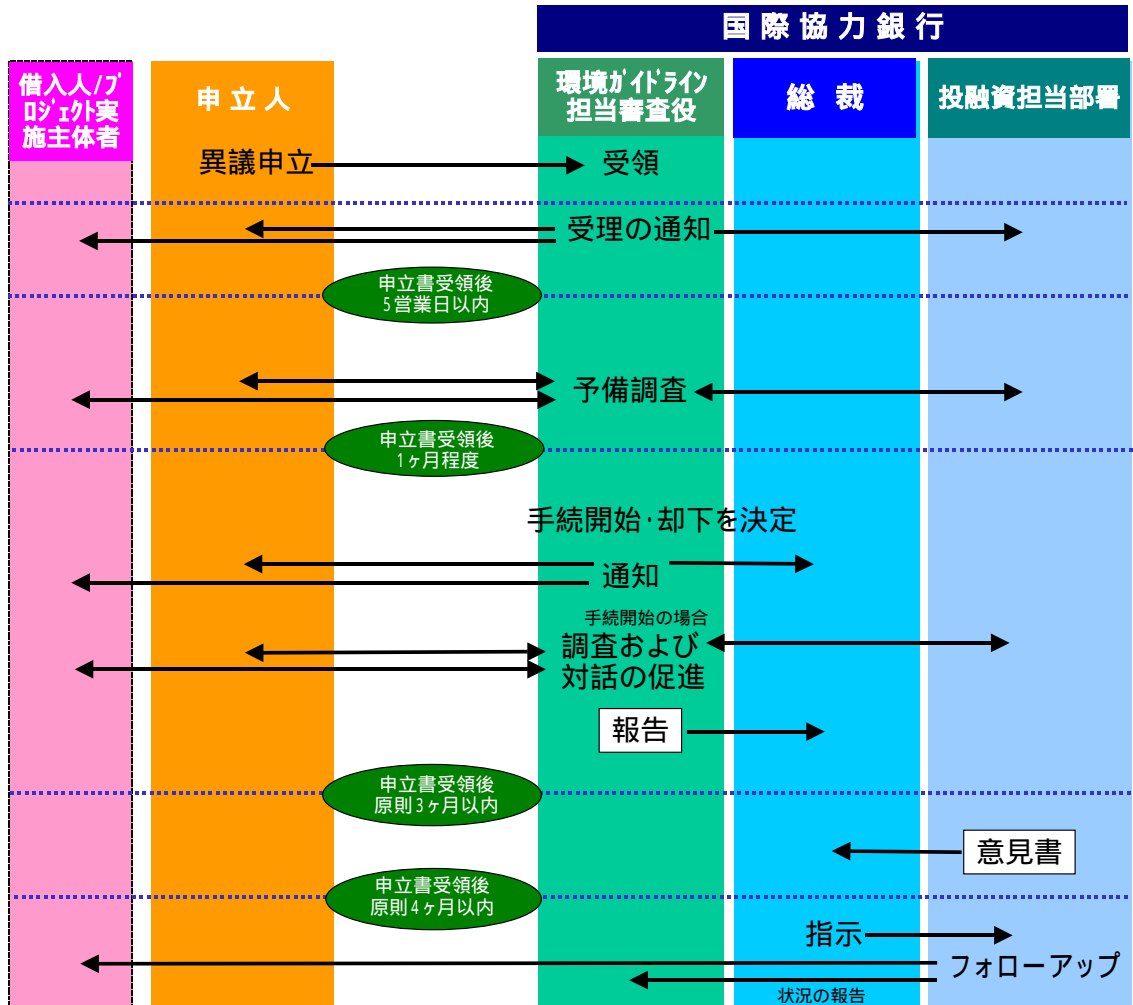 国際協力銀行
借入人/プ
ロジェクト実
施主体者
申立人
環境ガイドライン
担当審査役
総裁
投融資担当部署
異議申立
受領
受理の通知
申立書受領後
5営業日以内
予備調査
申立書受領後
1ヶ月程度
手続開始・却下を決定
通知
手続開始の場合
調査および
対話の促進
報告
申立書受領後
原則3ヶ月以内
意見書
申立書受領後
原則4ヶ月以内
指示
フォローアップ
状況の報告